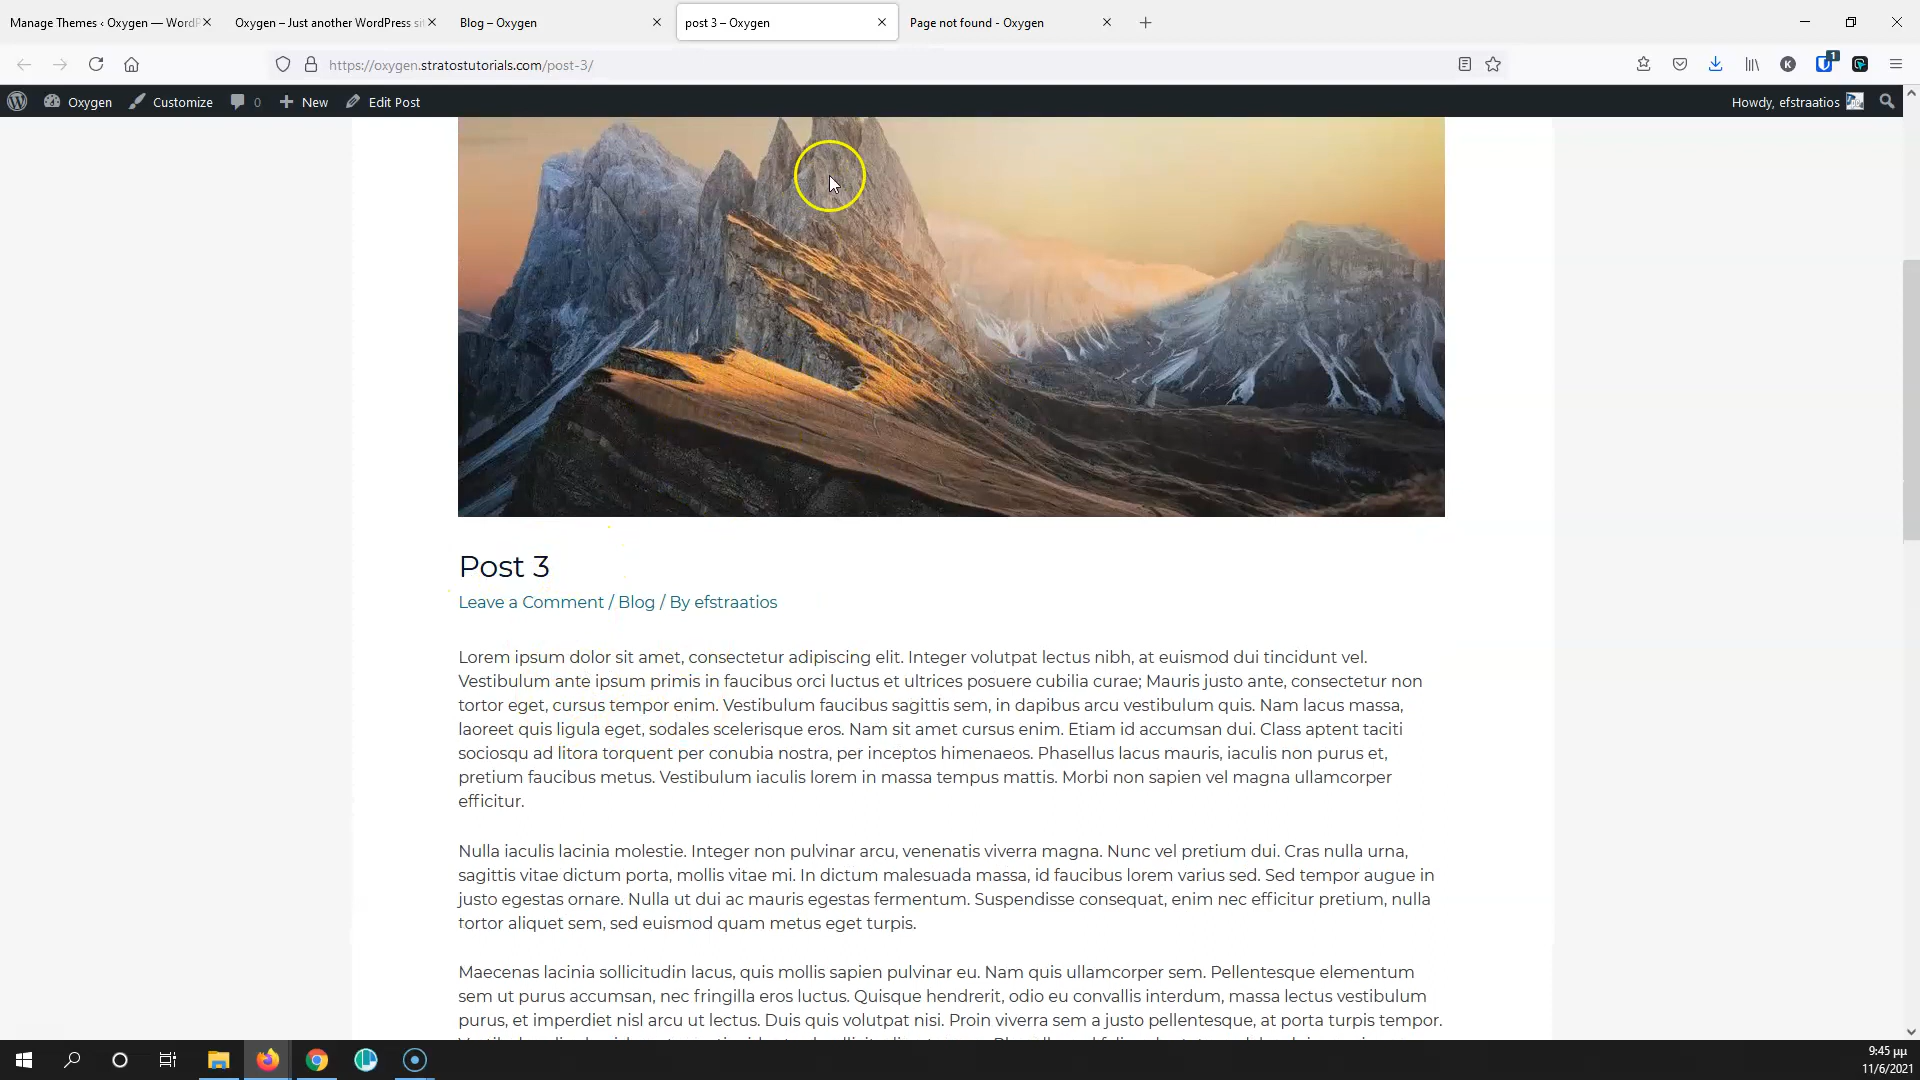 Manage Themes ‹ Oxygen — WordP
Oxygen – Just another WordPress si
Blog – Oxygen
post 3 – Oxygen
Page not found - Oxygen
https://oxygen.stratostutorials.com/post-3/
1
Oxygen
Customize
0
New
Edit Post
Howdy, efstraatios
Post 3
Leave a Comment / Blog / By efstraatios
Lorem ipsum dolor sit amet, consectetur adipiscing elit. Integer volutpat lectus nibh, at euismod dui tincidunt vel.
Vestibulum ante ipsum primis in faucibus orci luctus et ultrices posuere cubilia curae; Mauris justo ante, consectetur non
tortor eget, cursus tempor enim. Vestibulum faucibus sagittis sem, in dapibus arcu vestibulum quis. Nam lacus massa,
laoreet quis ligula eget, sodales scelerisque eros. Nam sit amet cursus enim. Etiam id accumsan dui. Class aptent taciti
sociosqu ad litora torquent per conubia nostra, per inceptos himenaeos. Phasellus lacus mauris, iaculis non purus et,
pretium faucibus metus. Vestibulum iaculis lorem in massa tempus mattis. Morbi non sapien vel magna ullamcorper
efficitur.
Nulla iaculis lacinia molestie. Integer non pulvinar arcu, venenatis viverra magna. Nunc vel pretium dui. Cras nulla urna,
sagittis vitae dictum porta, mollis vitae mi. In dictum malesuada massa, id faucibus lorem varius sed. Sed tempor augue in
justo egestas ornare. Nulla ut dui ac mauris egestas fermentum. Suspendisse consequat, enim nec efficitur pretium, nulla
tortor aliquet sem, sed euismod quam metus eget turpis.
Maecenas lacinia sollicitudin lacus, quis mollis sapien pulvinar eu. Nam quis ullamcorper sem. Pellentesque elementum
sem ut purus accumsan, nec fringilla eros luctus. Quisque hendrerit, odio eu convallis interdum, massa lectus vestibulum
purus, et imperdiet nisl arcu ut lectus. Duis quis volutpat nisi. Proin viverra sem a justo pellentesque, at porta turpis tempor.
9:45 μμ
11/6/2021